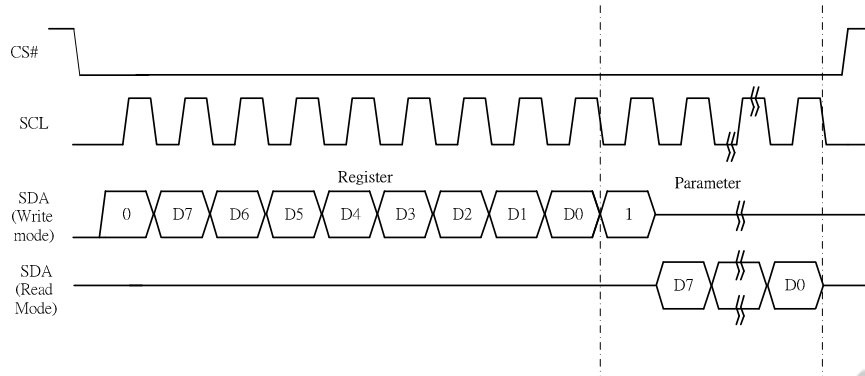 CS#
SCL
Register
Parameter
SDA
(Write
mode)
0 D7 D6 D5 D4 D3 D2 D1 D0 1
SDA
(Read
Mode)
D7 D0